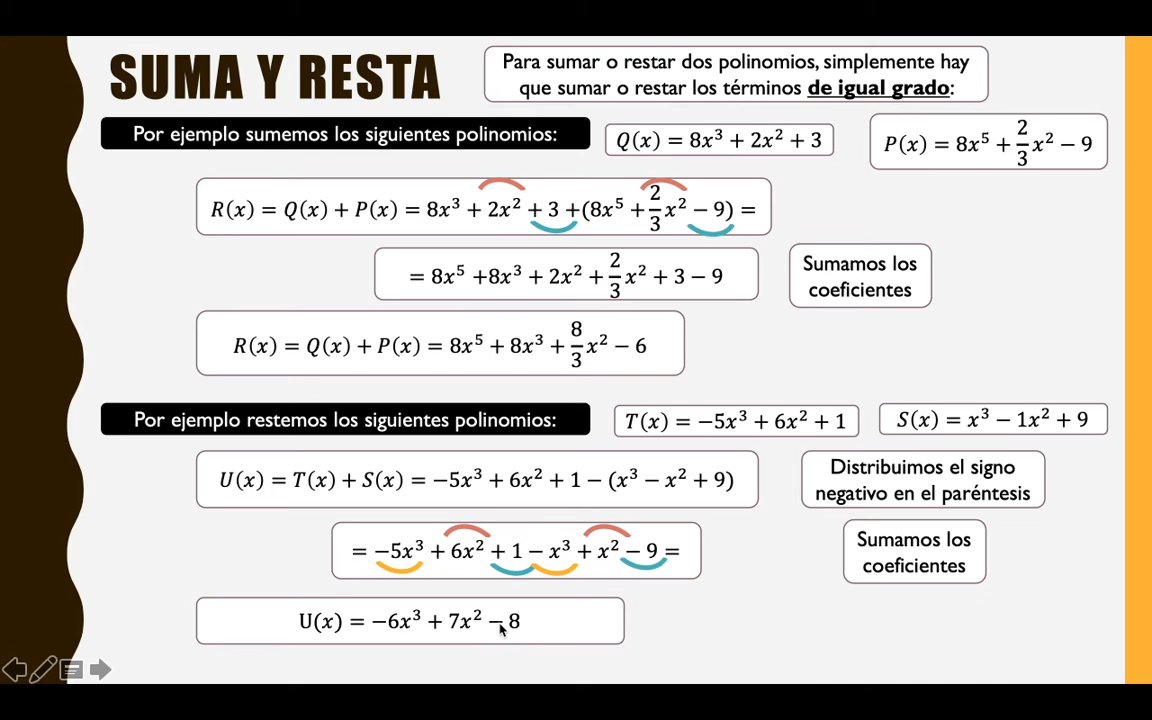 SUMA Y RESTA
Para sumar o restar dos polinomios, simplemente hay
que sumar o restar los términos de igual grado:
Por ejemplo sumemos los siguientes polinomios:
Q(x) = 8x³ + 2x² + 3
P(x) = 8x⁵ + 2/3 x² − 9
R(x) = Q(x) + P(x) = 8x³ + 2x² + 3 +(8x⁵ + 2/3 x² − 9) =
= 8x⁵ +8x³ + 2x² + 2/3 x² + 3 − 9
Sumamos los
coeficientes
R(x) = Q(x) + P(x) = 8x⁵ + 8x³ + 8/3 x² − 6
Por ejemplo restemos los siguientes polinomios:
T(x) = −5x³ + 6x² + 1
S(x) = x³ − 1x² + 9
U(x) = T(x) + S(x) = −5x³ + 6x² + 1 − (x³ − x² + 9)
Distribuimos el signo
negativo en el paréntesis
= −5x³ + 6x² + 1 − x³ + x² − 9 =
Sumamos los
coeficientes
U(x) = −6x³ + 7x² − 8